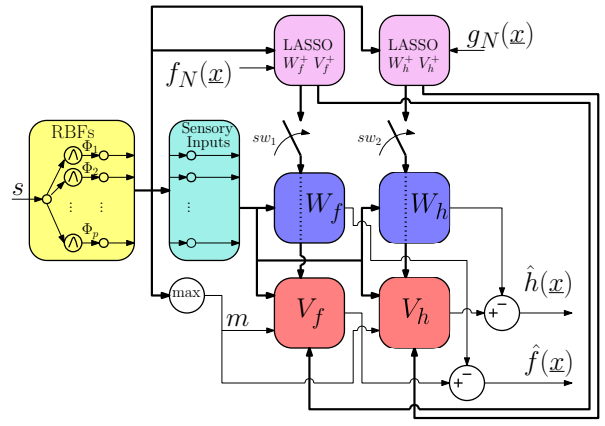 LASSO
W_f^+ V_f^+
LASSO
W_h^+ V_h^+
g_N(x)
f_N(x)
RBFs
Φ_1
Φ_2
Φ_p
s
Sensory
Inputs
sw_1
sw_2
W_f
W_h
max
m
V_f
V_h
+ −
ĥ(x)
+ −
f̂(x)